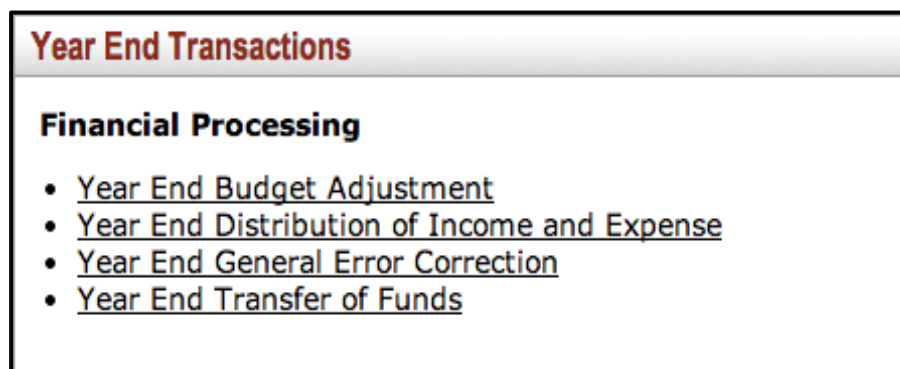 Year End Transactions
Financial Processing
• Year End Budget Adjustment
• Year End Distribution of Income and Expense
• Year End General Error Correction
• Year End Transfer of Funds